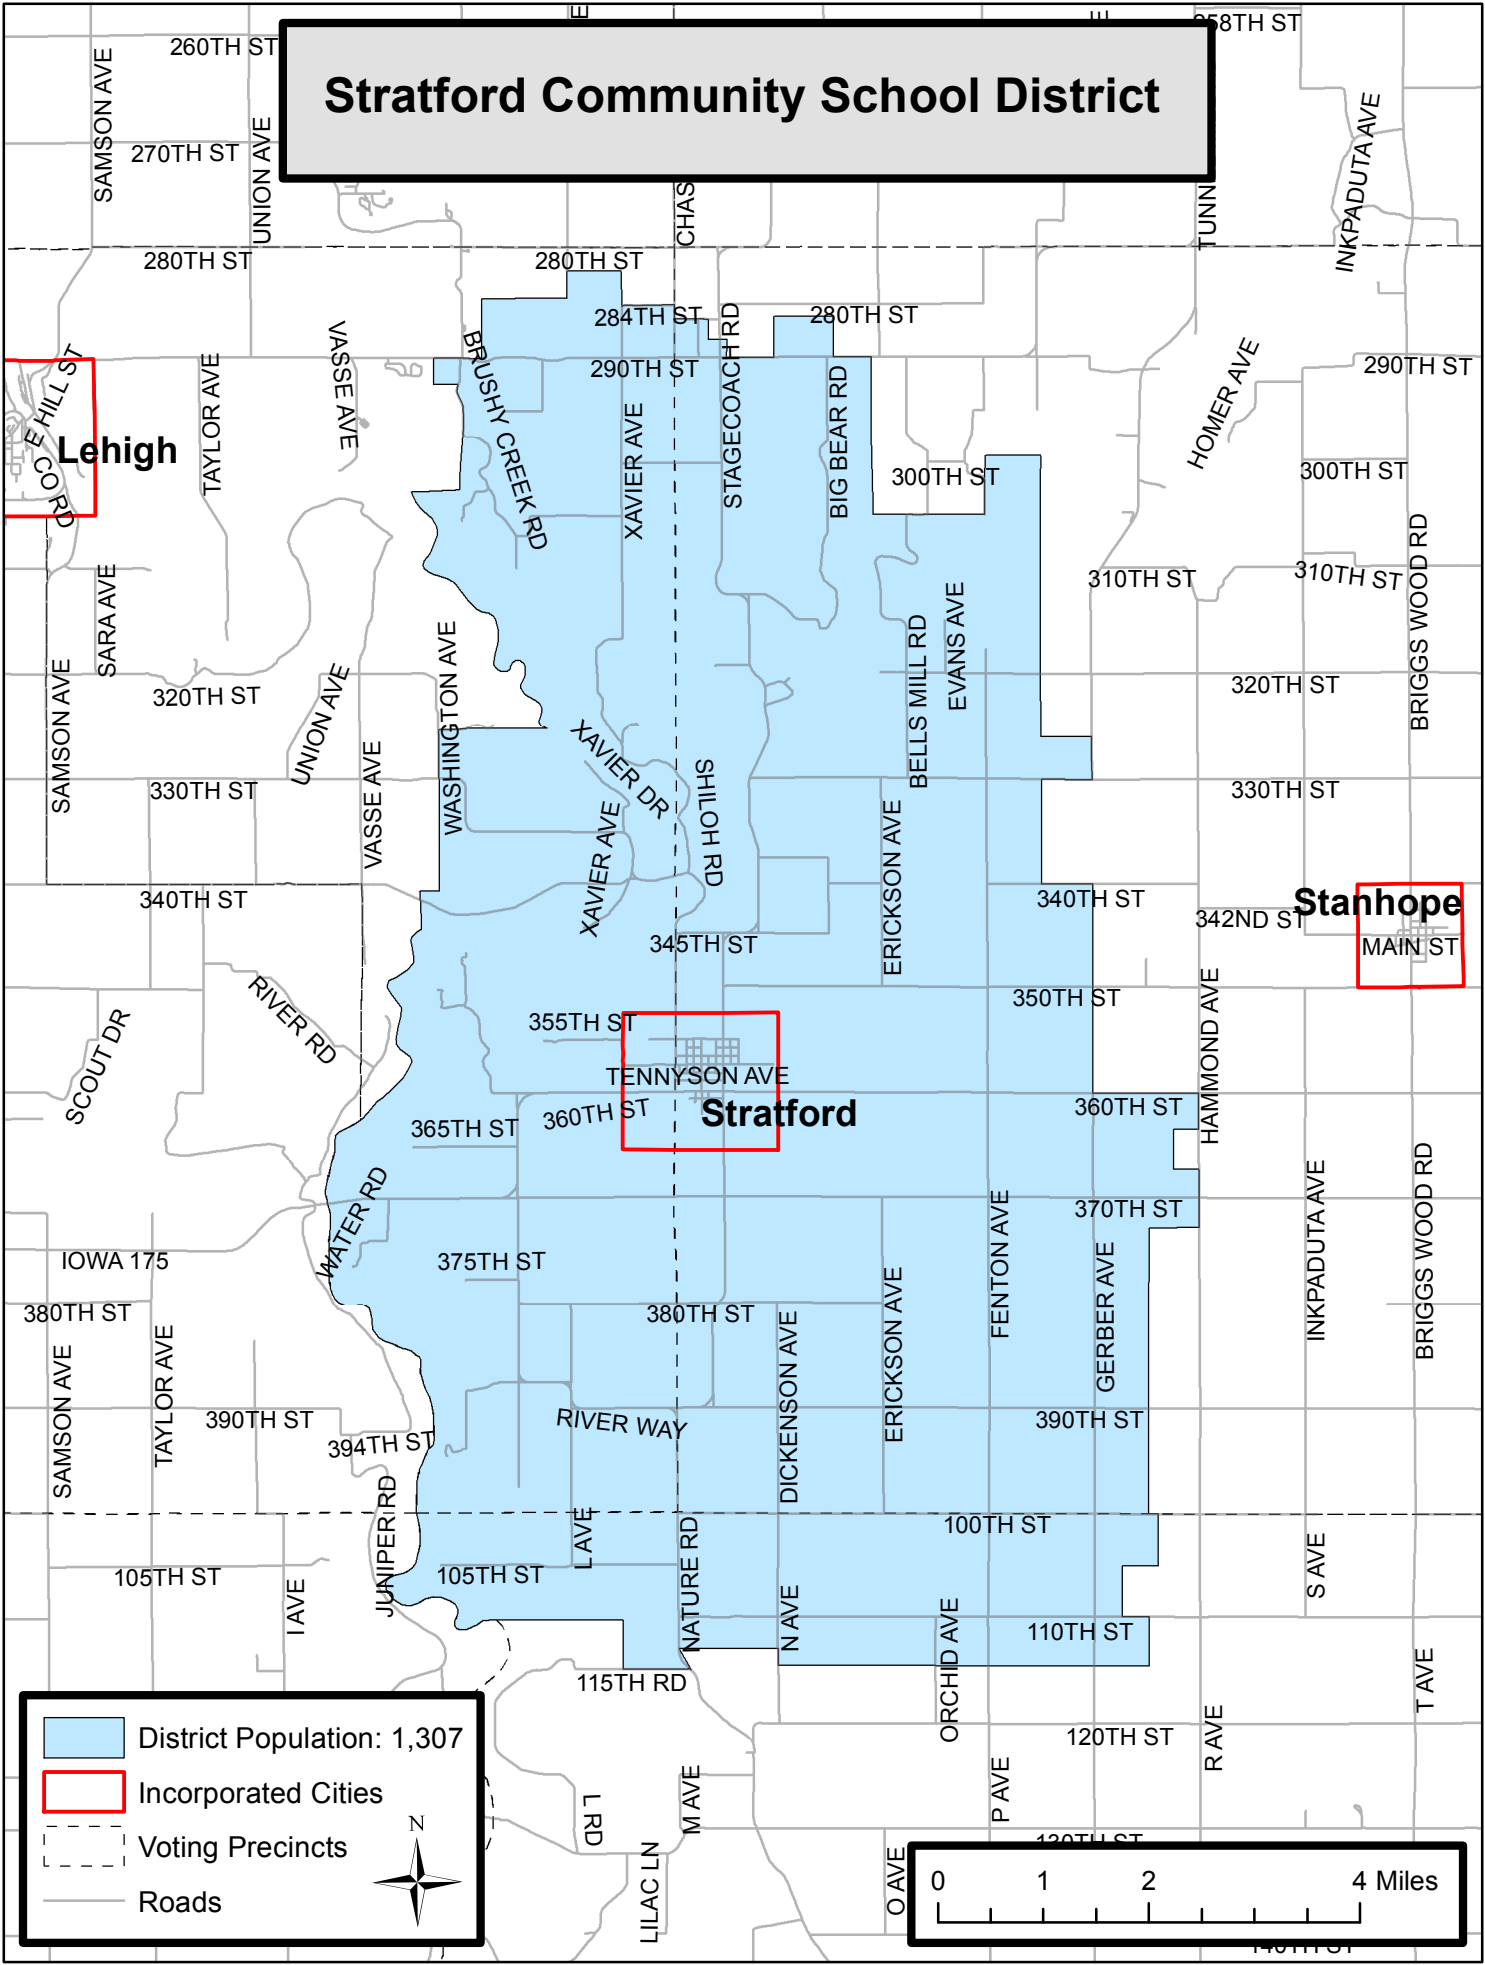 Stratford Community School District
260TH ST
58TH ST
SAMSON AVE
270TH ST
UNION AVE
INKPADUTA AVE
CHAS
TUNN
280TH ST
280TH ST
284TH ST
280TH ST
VASSE AVE
BRUSHY CREEK RD
290TH ST
STAGECOACH RD
BIG BEAR RD
HOMER AVE
290TH ST
E HILL ST
Lehigh
CO RD
TAYLOR AVE
XAVIER AVE
300TH ST
300TH ST
SARA AVE
310TH ST
310TH ST
BRIGGS WOOD RD
EVANS AVE
BELLS MILL RD
SAMSON AVE
320TH ST
UNION AVE
WASHINGTON AVE
320TH ST
XAVIER DR
SHILOH RD
330TH ST
VASSE AVE
330TH ST
XAVIER AVE
ERICKSON AVE
340TH ST
340TH ST
342ND ST
Stanhope
MAIN ST
345TH ST
RIVER RD
350TH ST
SCOUT DR
355TH ST
HAMMOND AVE
TENNYSON AVE
360TH ST
Stratford
360TH ST
365TH ST
WATER RD
370TH ST
IOWA 175
375TH ST
FENTON AVE
GERBER AVE
INKPADUTA AVE
BRIGGS WOOD RD
380TH ST
380TH ST
SAMSON AVE
TAYLOR AVE
DICKENSON AVE
ERICKSON AVE
390TH ST
394TH ST
RIVER WAY
390TH ST
JUNIPER RD
L AVE
NATURE RD
100TH ST
105TH ST
105TH ST
I AVE
N AVE
ORCHID AVE
110TH ST
S AVE
115TH RD
T AVE
120TH ST
R AVE
L RD
M AVE
P AVE
LILAC LN
O AVE
130TH ST
140TH ST
District Population: 1,307
Incorporated Cities
Voting Precincts
Roads
N
0 1 2 4 Miles